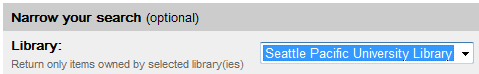 Narrow your search (optional)
Library: Seattle Pacific University Library
Return only items owned by selected library(ies)